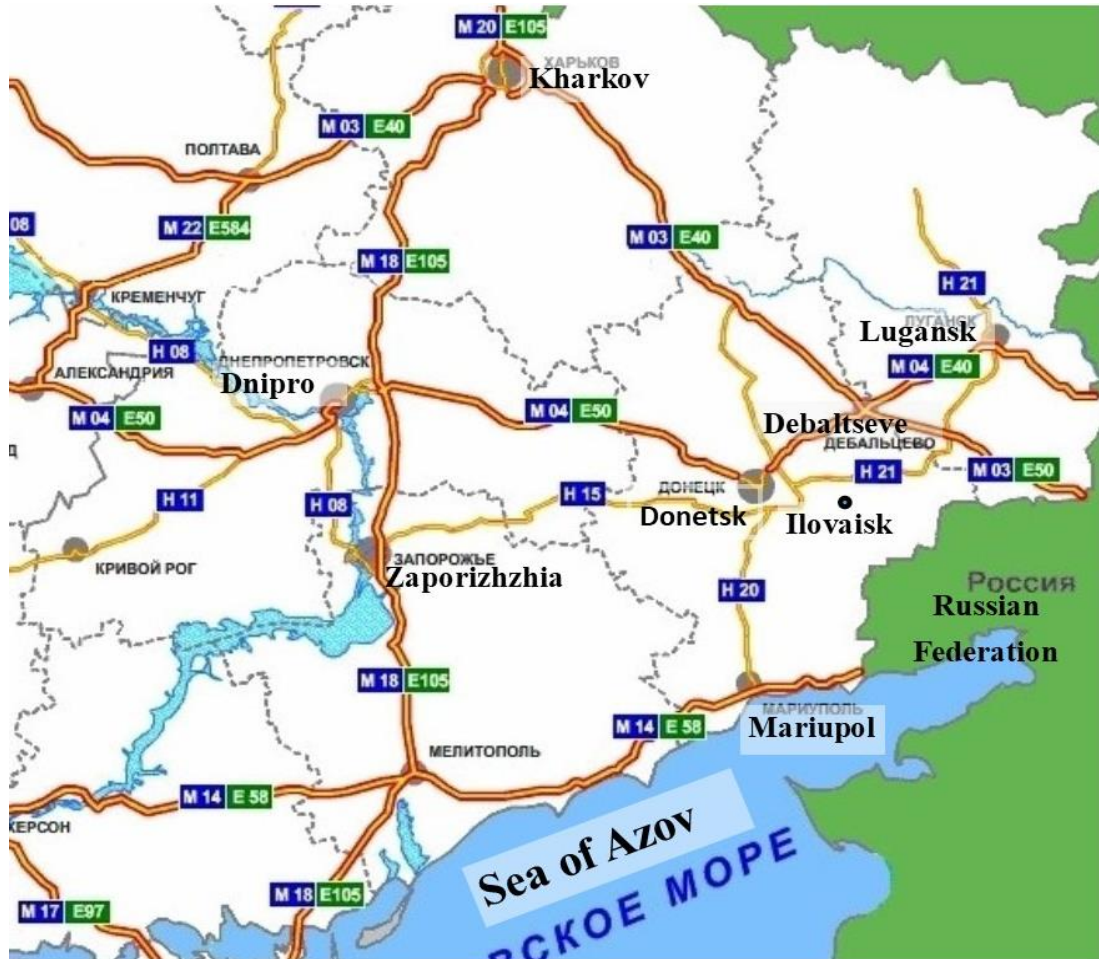 M 20 E105
ХАРЬКОВ
Kharkov
M 03 E40
ПОЛТАВА
08
M 22 E584
M 03 E40
M 18 E105
H 21
КРЕМЕНЧУГ
ЛУГАНСК
Lugansk
H 08
ДНЕПРОПЕТРОВСК
M 04 E40
АЛЕКСАНДРИЯ
Dnipro
M 04 E50
M 04 E50
Debaltseve
ДЕБАЛЬЦЕВО
Д
H 21
M 03 E50
ДОНЕЦК
H 11
H 08
H 15
Donetsk
Ilovaisk
ЗАПОРОЖЬЕ
КРИВОЙ РОГ
Zaporizhzhia
H 20
Россия
Russian
Federation
M 18 E105
МАРИУПОЛЬ
M 14 E 58
Mariupol
МЕЛИТОПОЛЬ
M 14 E 58
ХЕРСОН
Sea of Azov
M 18 E105
M 17 E97
ВСКОЕ МОРЕ